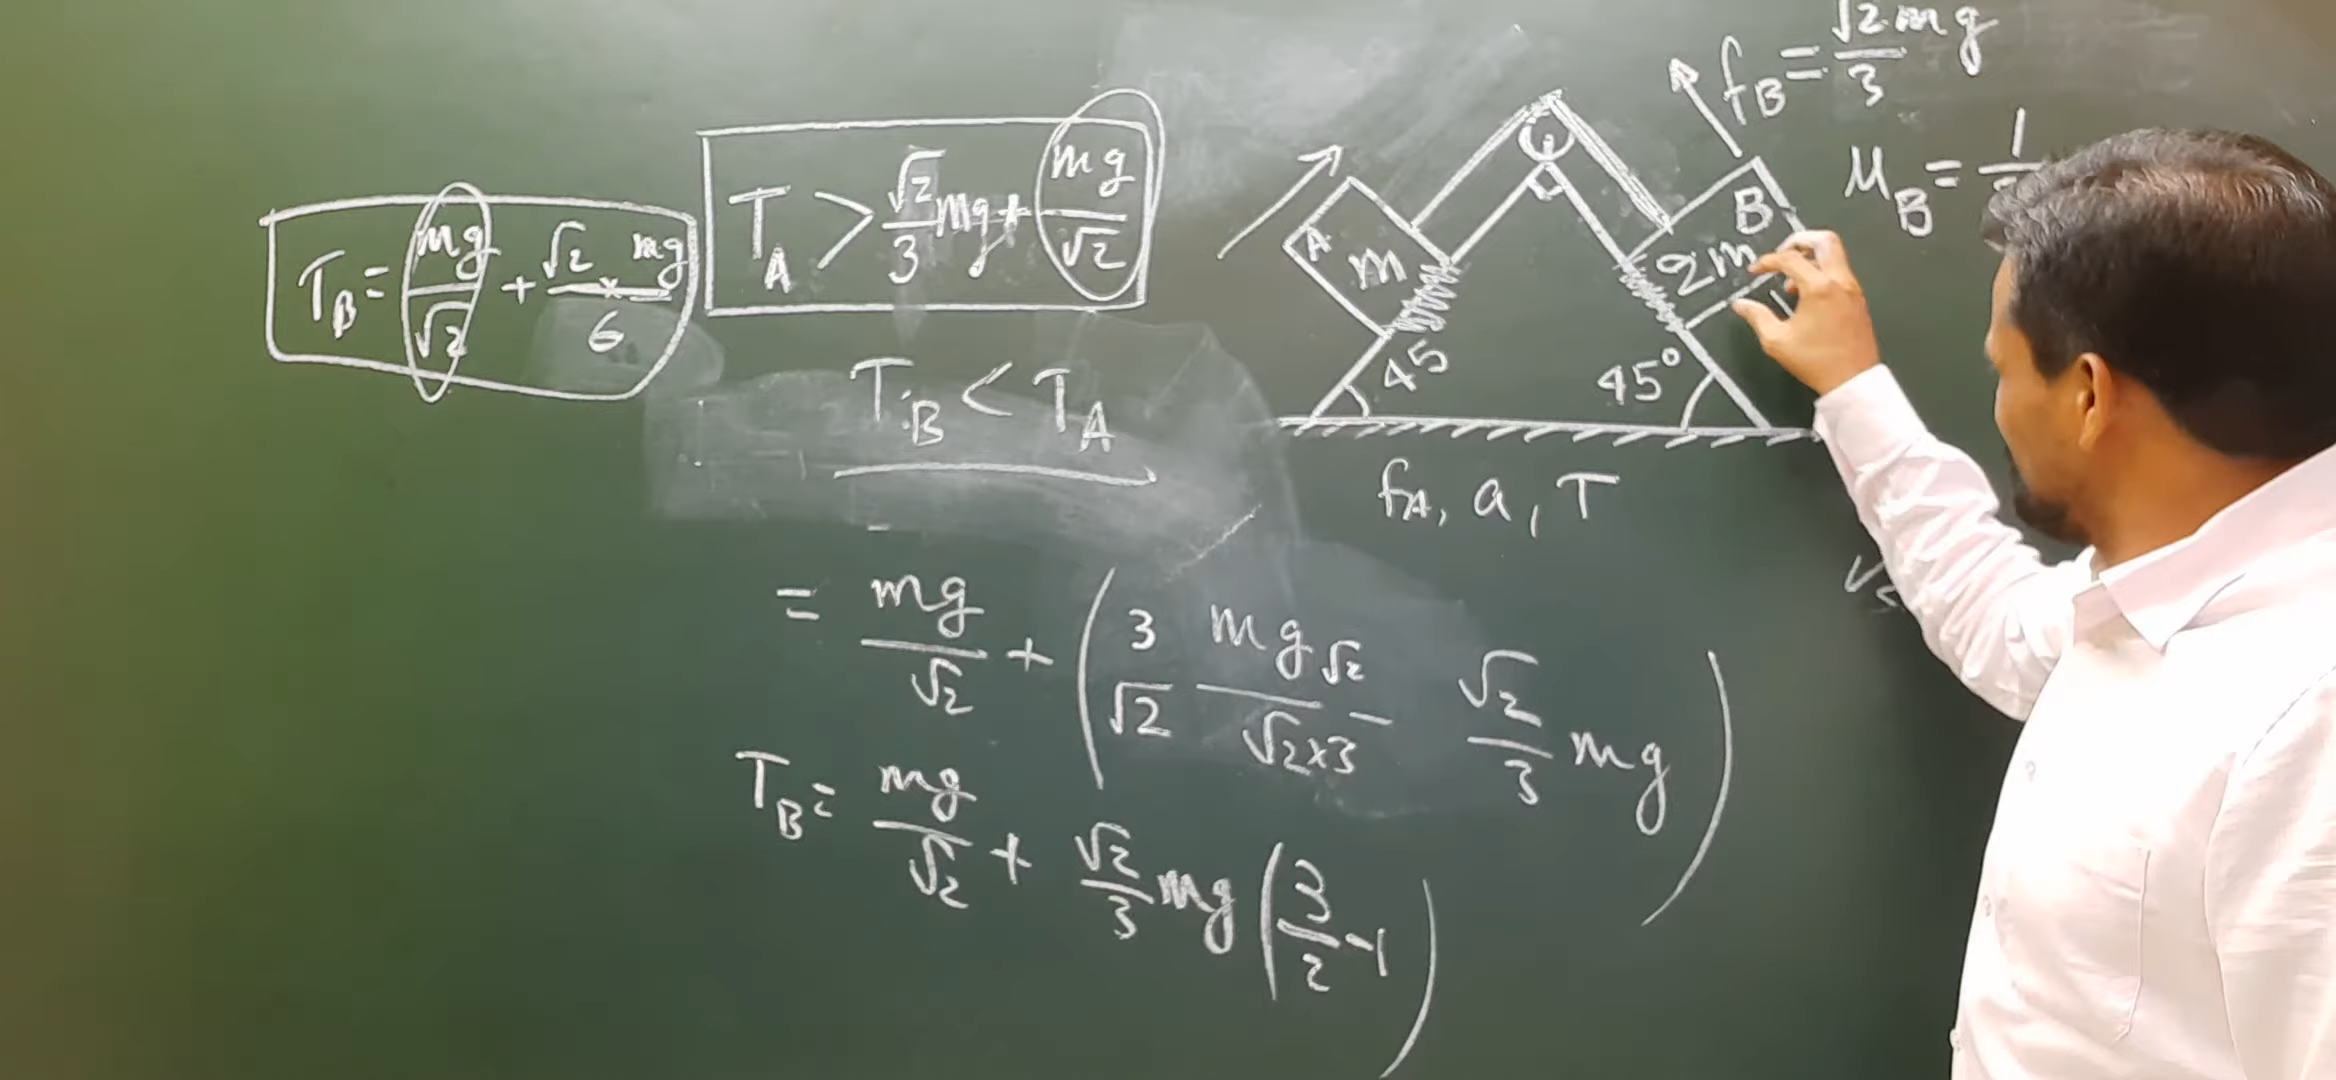 T_B = mg/√2 + √2 × mg/6
T_A > √2/3 mg + mg/√2
T_B < T_A
f_B = √2 mg/3
μ_B = 1
A m
B 2m
45
45°
f_A, a, T
= mg/√2 + (3/√2 mg√2/√2×3 - √2/3 mg)
T_B = mg/√2 + √2/3 mg (3/2 - 1)